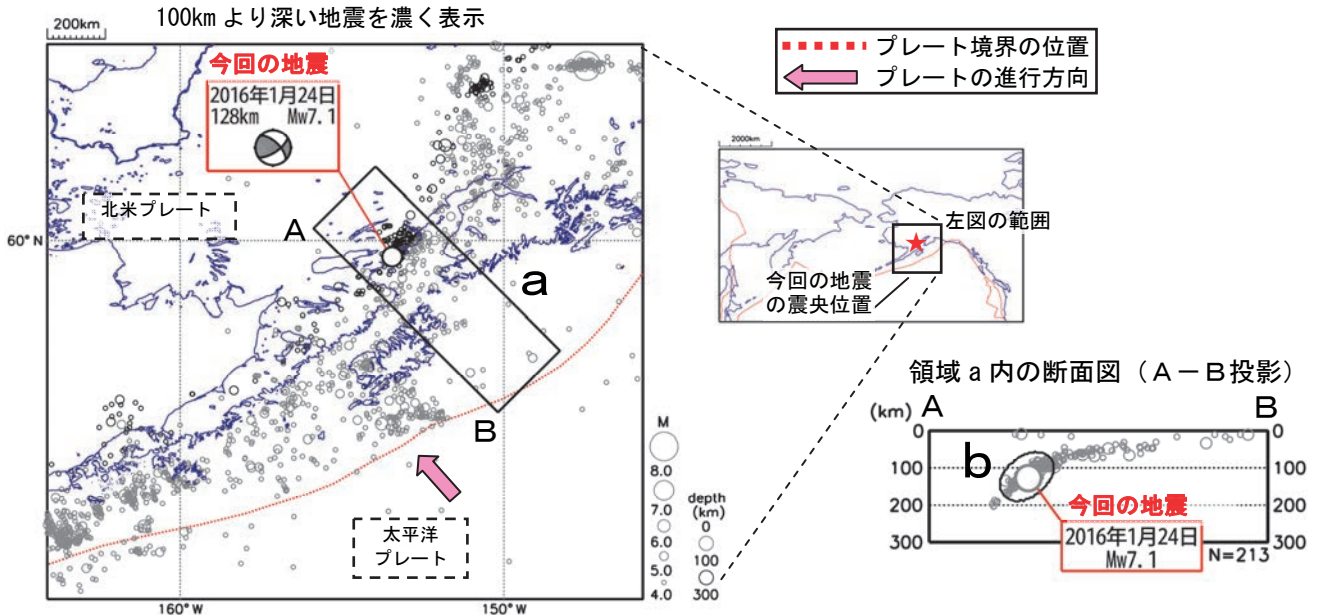 100km より深い地震を濃く表示
200km
今回の地震
2016年1月24日
128km Mw7.1
北米プレート
60°N
A
a
B
太平洋
プレート
160°W
150°W
M
8.0
7.0
6.0
5.0
4.0
depth
(km)
0
100
300
プレート境界の位置
プレートの進行方向
2000km
左図の範囲
今回の地震
の震央位置
領域 a 内の断面図（A－B投影）
(km)
A
B
0
100
200
300
b
0
100
200
300
今回の地震
2016年1月24日
Mw7.1
N=213